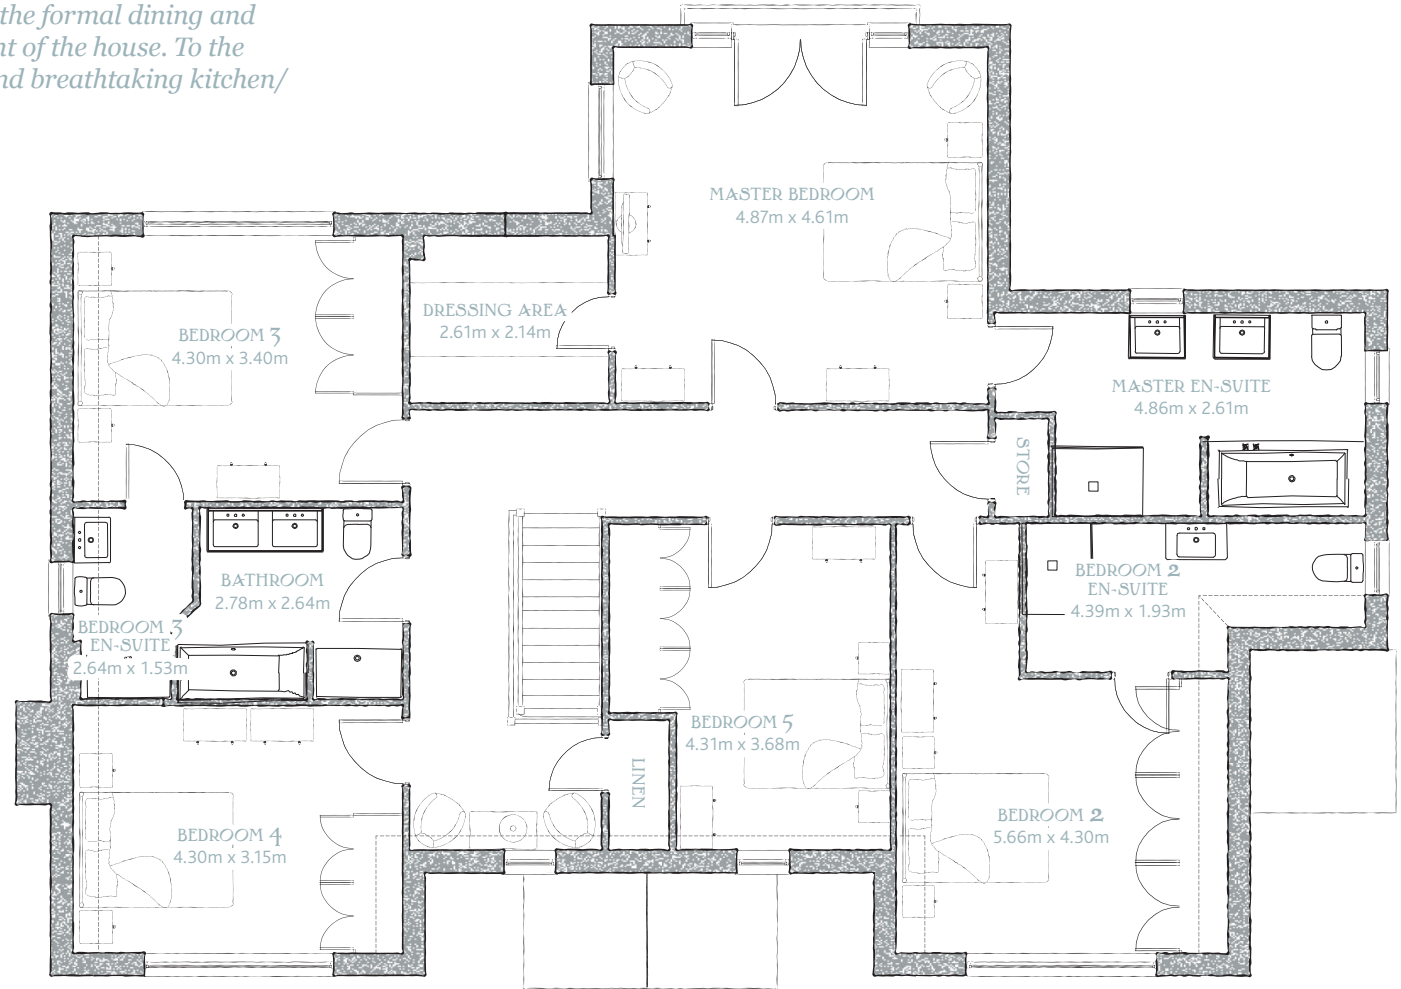 the formal dining and
nt of the house. To the
nd breathtaking kitchen/
MASTER BEDROOM
4.87m x 4.61m
DRESSING AREA
2.61m x 2.14m
BEDROOM 3
4.30m x 3.40m
MASTER EN-SUITE
4.86m x 2.61m
STORE
BATHROOM
2.78m x 2.64m
BEDROOM 2
EN-SUITE
4.39m x 1.93m
BEDROOM 3
EN-SUITE
2.64m x 1.53m
BEDROOM 5
4.31m x 3.68m
LINEN
BEDROOM 4
4.30m x 3.15m
BEDROOM 2
5.66m x 4.30m